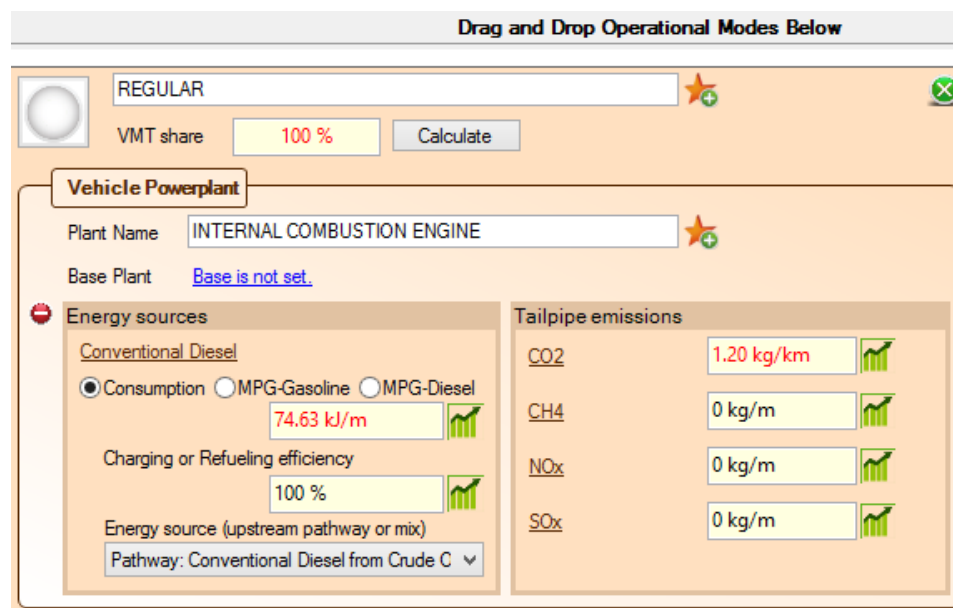 Drag and Drop Operational Modes Below
REGULAR
VMT share 100 % Calculate
Vehicle Powerplant
Plant Name INTERNAL COMBUSTION ENGINE
Base Plant Base is not set.
Energy sources
Conventional Diesel
Consumption MPG-Gasoline MPG-Diesel
74.63 kJ/m
Charging or Refueling efficiency
100 %
Energy source (upstream pathway or mix)
Pathway: Conventional Diesel from Crude O
Tailpipe emissions
CO2 1.20 kg/km
CH4 0 kg/m
NOx 0 kg/m
SOx 0 kg/m